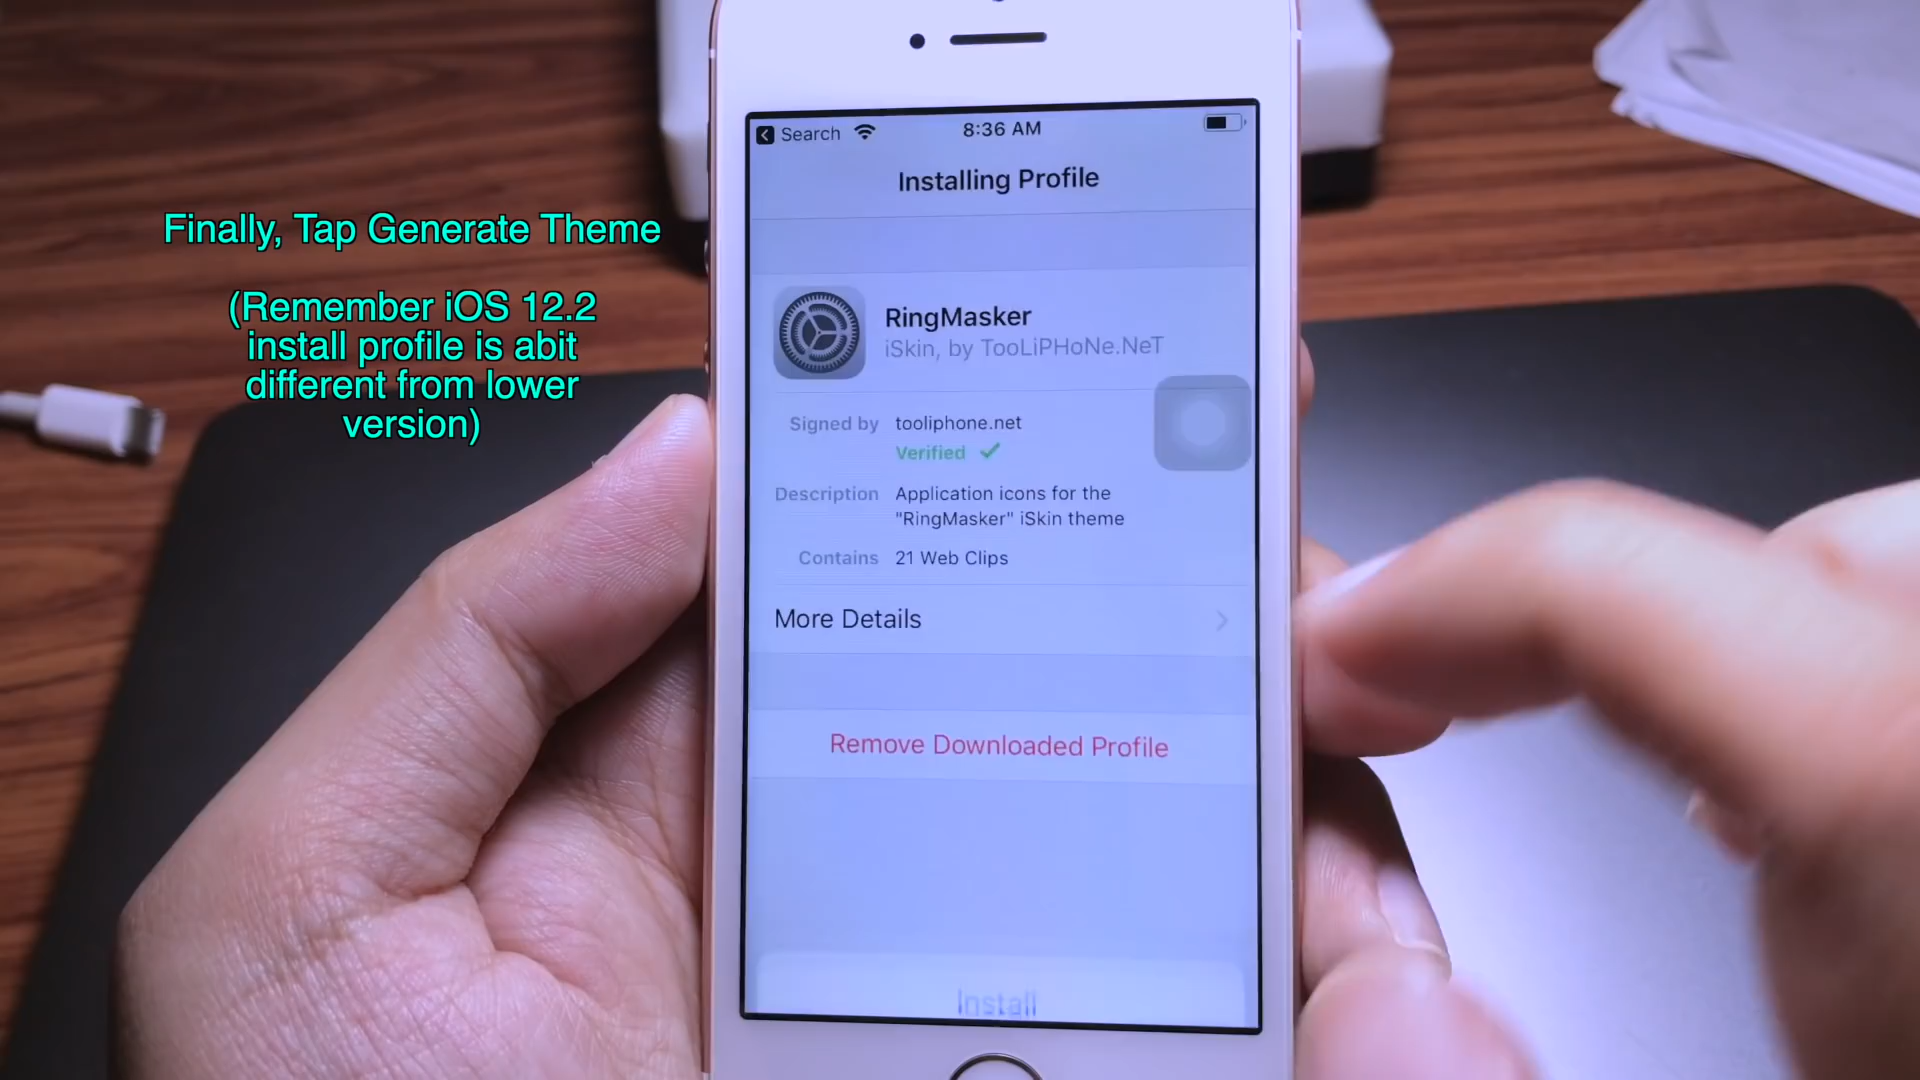 Search
8:36 AM
Installing Profile
Finally, Tap Generate Theme
(Remember iOS 12.2
install profile is abit
different from lower
version)
RingMasker
iSkin, by TooLiPHoNe.NeT
Signed by tooliphone.net
Verified
Description Application icons for the
"RingMasker" iSkin theme
Contains 21 Web Clips
More Details
Remove Downloaded Profile
Install